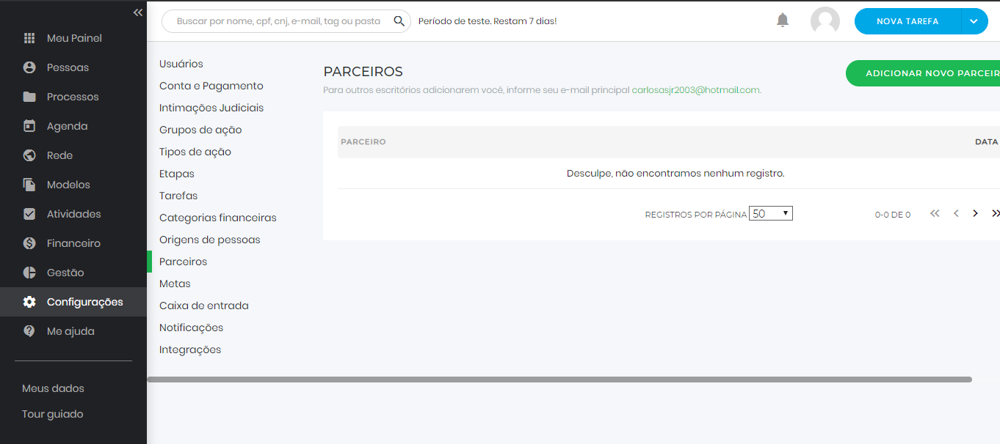 Meu Painel
Pessoas
Processos
Agenda
Rede
Modelos
Atividades
Financeiro
Gestão
Configurações
Me ajuda
Meus dados
Tour guiado
Buscar por nome, cpf, cnj, e-mail, tag ou pasta
Período de teste. Restam 7 dias!
NOVA TAREFA
Usuários
Conta e Pagamento
Intimações Judiciais
Grupos de ação
Tipos de ação
Etapas
Tarefas
Categorias financeiras
Origens de pessoas
Parceiros
Metas
Caixa de entrada
Notificações
Integrações
PARCEIROS
ADICIONAR NOVO PARCEIR
Para outros escritórios adicionarem você, informe seu e-mail principal carlosasjr2003@hotmail.com.
PARCEIRO DATA
Desculpe, não encontramos nenhum registro.
REGISTROS POR PÁGINA 50 0-0 DE 0